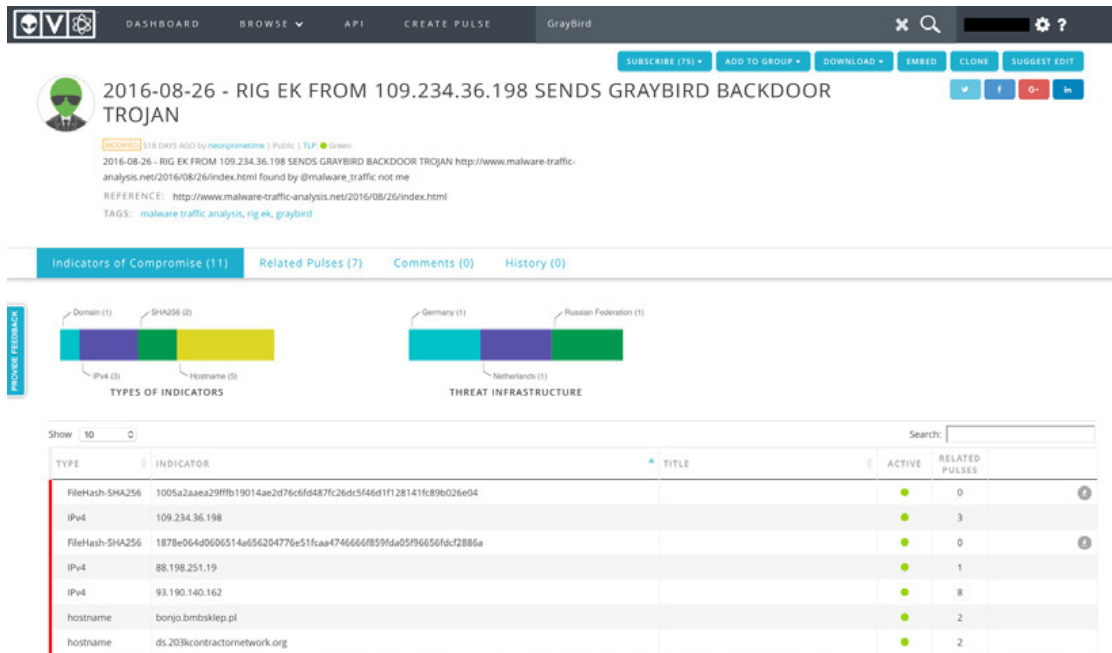 DASHBOARD BROWSE API CREATE PULSE GrayBird ?
SUBSCRIBE (75) ADD TO GROUP DOWNLOAD EMBED CLONE SUGGEST EDIT
2016-08-26 - RIG EK FROM 109.234.36.198 SENDS GRAYBIRD BACKDOOR
TROJAN
MODIFIED 518 DAYS AGO by neonprimetime | Public | TLP: Green
2016-08-26 - RIG EK FROM 109.234.36.198 SENDS GRAYBIRD BACKDOOR TROJAN http://www.malware-traffic-
analysis.net/2016/08/26/index.html found by @malware_traffic not me
REFERENCE: http://www.malware-traffic-analysis.net/2016/08/26/index.html
TAGS: malware traffic analysis, rig ek, graybird
Indicators of Compromise (11) Related Pulses (7) Comments (0) History (0)
PROVIDE FEEDBACK
Domain (1) SHA256 (2)
IPv4 (3) Hostname (5)
TYPES OF INDICATORS
Germany (1) Russian Federation (1)
Netherlands (1)
THREAT INFRASTRUCTURE
Show 10 Search:
TYPE INDICATOR TITLE ACTIVE RELATED PULSES
FileHash-SHA256 1005a2aaea29fffb19014ae2d76c6fd487fc26dc5f46d1f128141fc89b026e04 0
IPv4 109.234.36.198 3
FileHash-SHA256 1878e064d0606514a656204776e51fcaa4746666f859fda05f96656fdcf2886a 0
IPv4 88.198.251.19 1
IPv4 93.190.140.162 8
hostname bonjo.bmbsklep.pl 2
hostname ds.203kcontractornetwork.org 2